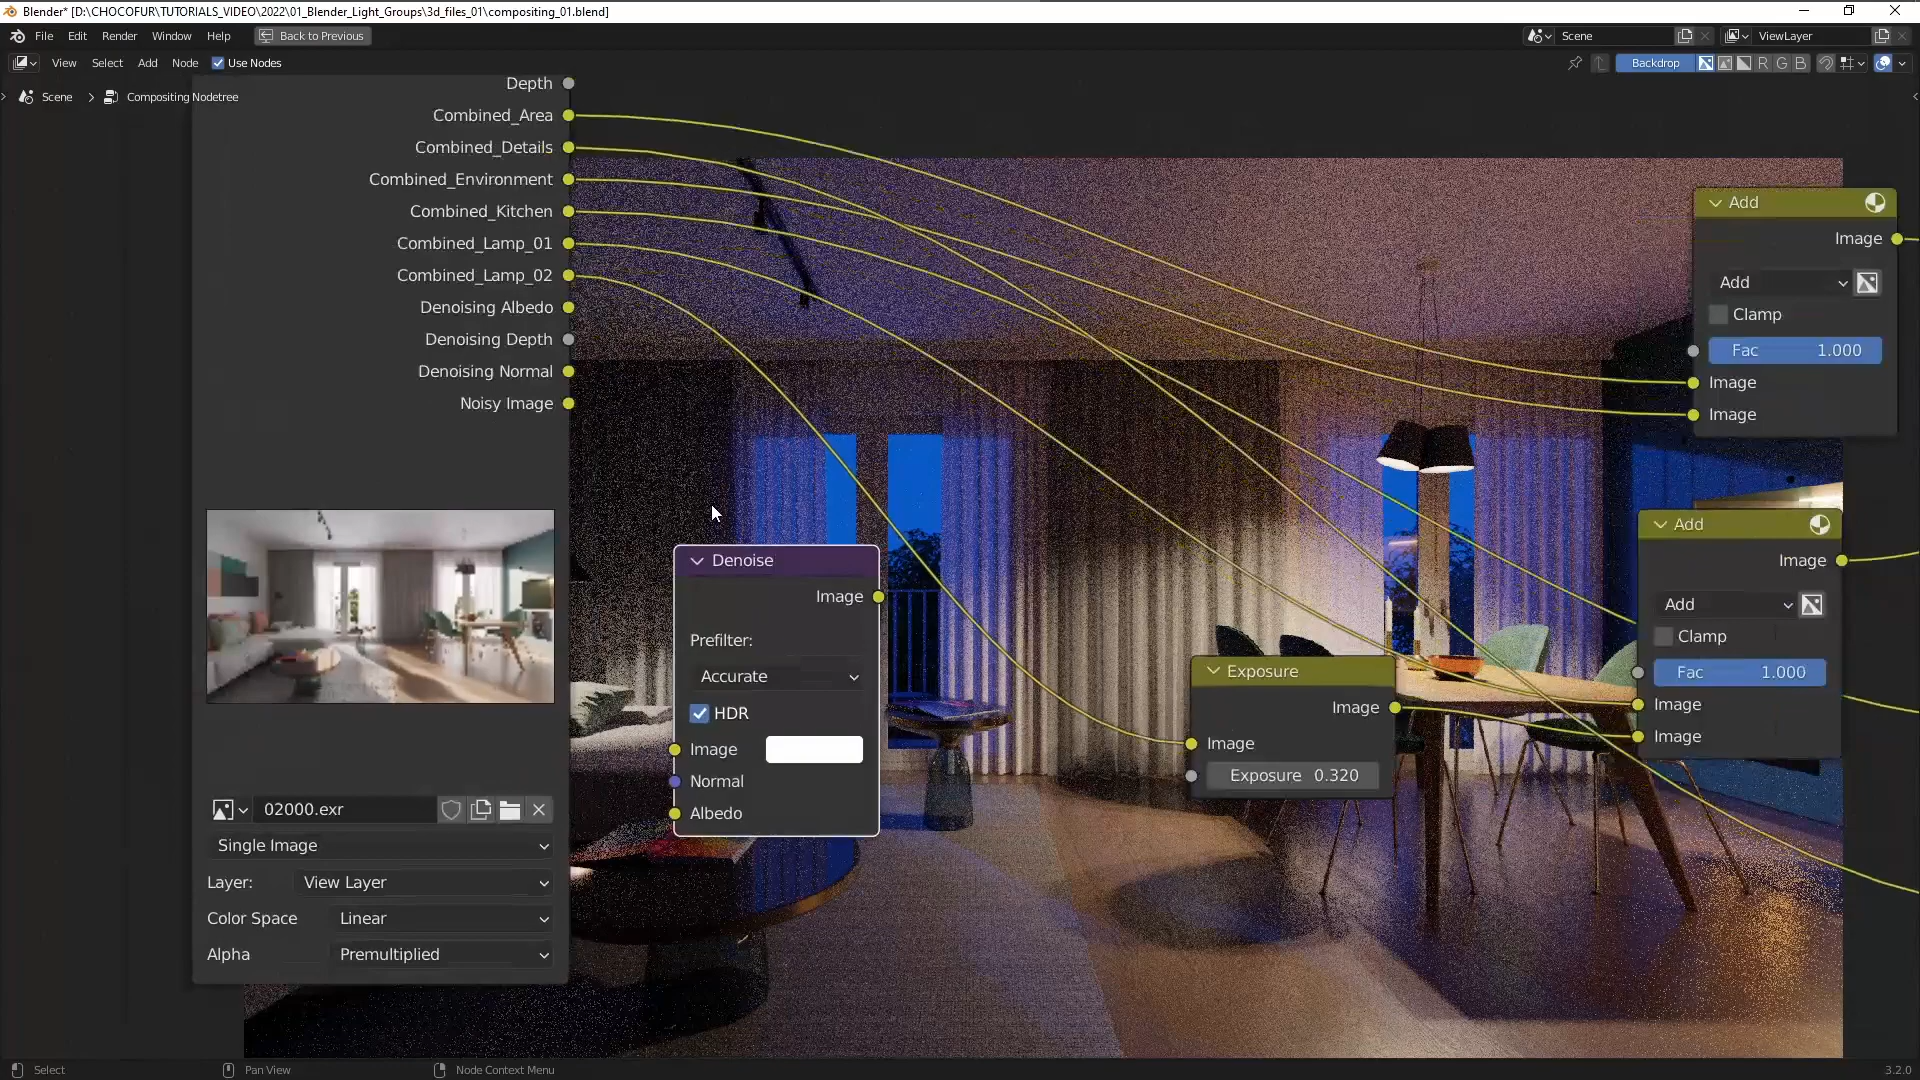 Blender* [D:\CHOCOFUR\TUTORIALS_VIDEO\2022\01_Blender_Light_Groups\3d_files_01\compositing_01.blend]
File Edit Render Window Help Back to Previous Scene ViewLayer
View Select Add Node Use Nodes Backdrop R G B
Scene > Compositing Nodetree
Depth
Combined_Area
Combined_Details
Combined_Environment
Combined_Kitchen
Combined_Lamp_01
Combined_Lamp_02
Denoising Albedo
Denoising Depth
Denoising Normal
Noisy Image
02000.exr
Single Image
Layer: View Layer
Color Space Linear
Alpha Premultiplied
Denoise
Image
Prefilter:
Accurate
HDR
Image
Normal
Albedo
Exposure
Image
Image
Exposure 0.320
Add
Image
Add
Clamp
Fac 1.000
Image
Image
Add
Image
Add
Clamp
Fac 1.000
Image
Image
Select Pan View Node Context Menu 3.2.0